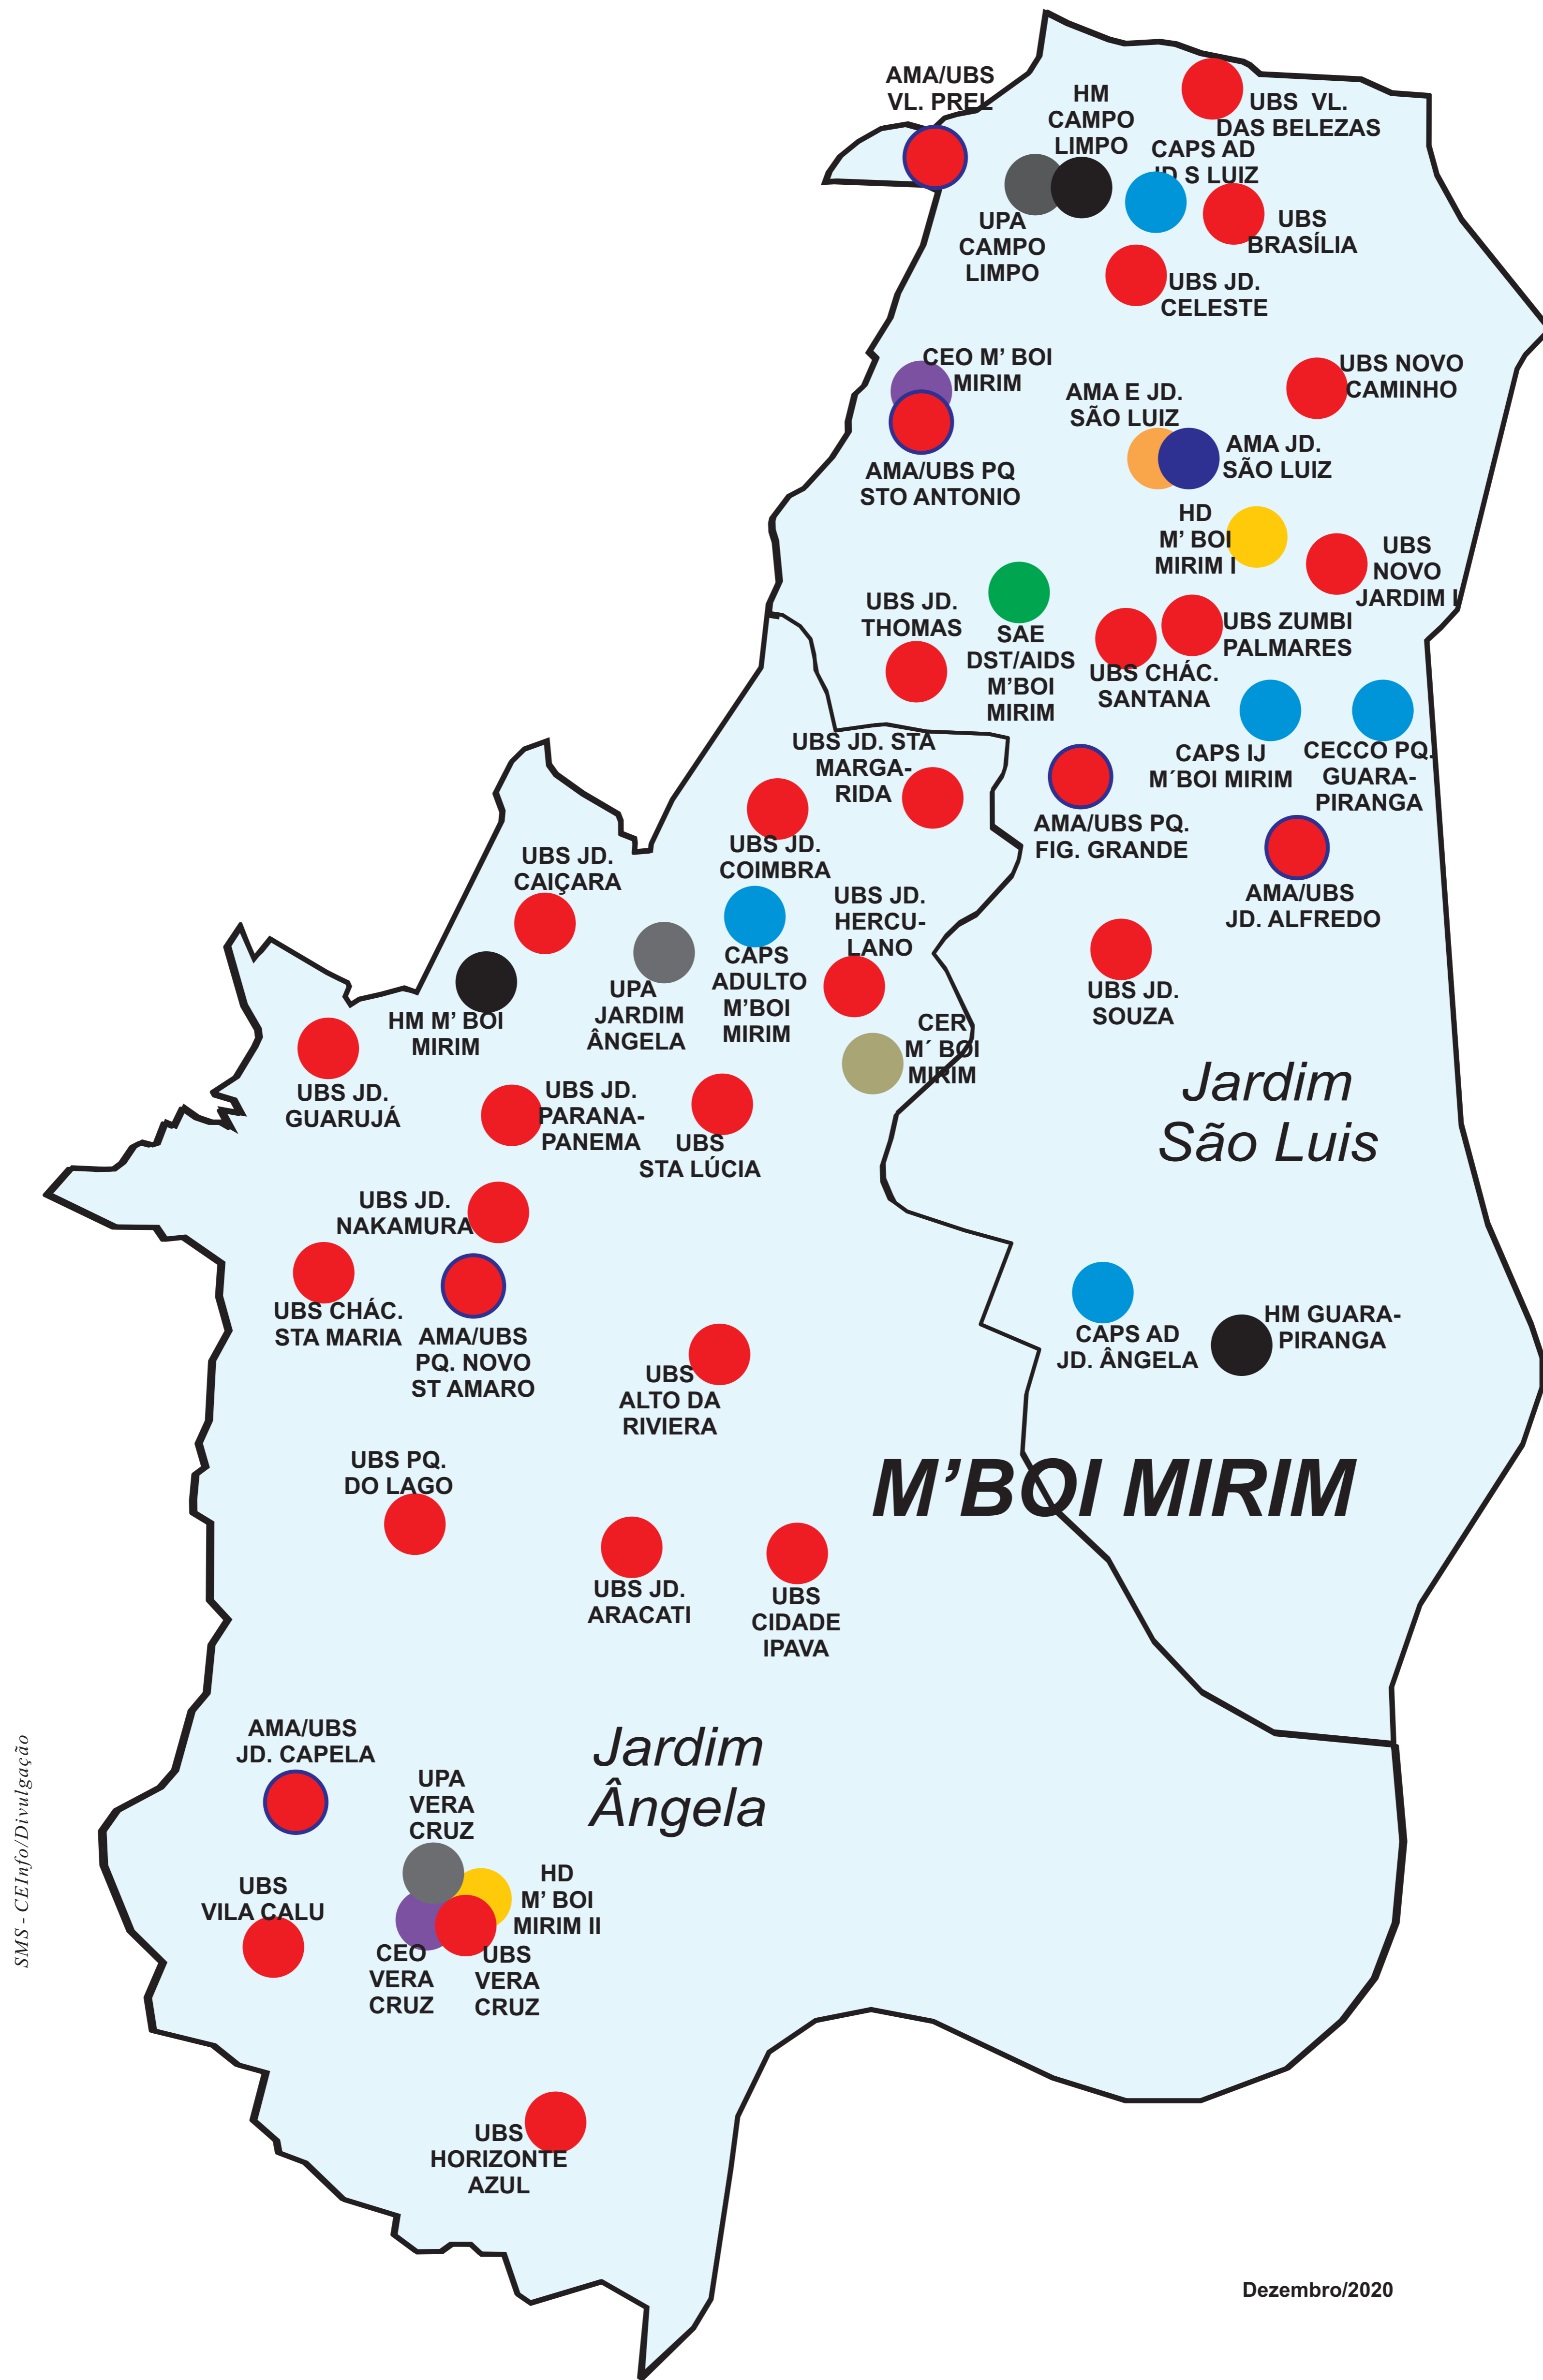 AMA/UBS
VL. PREL
HM
CAMPO
LIMPO
UBS VL.
DAS BELEZAS
CAPS AD
JD S LUIZ
UPA
CAMPO
LIMPO
UBS
BRASÍLIA
UBS JD.
CELESTE
CEO M’ BOI
MIRIM
UBS NOVO
CAMINHO
AMA E JD.
SÃO LUIZ
AMA JD.
SÃO LUIZ
AMA/UBS PQ
STO ANTONIO
HD
M’ BOI
MIRIM I
UBS
NOVO
JARDIM I
UBS JD.
THOMAS
SAE
DST/AIDS
M’BOI
MIRIM
UBS ZUMBI
PALMARES
UBS CHÁC.
SANTANA
CAPS IJ
M´BOI MIRIM
CECCO PQ.
GUARA-
PIRANGA
UBS JD. STA
MARGA-
RIDA
AMA/UBS PQ.
FIG. GRANDE
UBS JD.
COIMBRA
UBS JD.
CAIÇARA
AMA/UBS
JD. ALFREDO
UBS JD.
HERCU-
LANO
CAPS
ADULTO
M’BOI
MIRIM
UPA
JARDIM
ÂNGELA
UBS JD.
SOUZA
HM M’ BOI
MIRIM
CER
M´ BOI
MIRIM
UBS JD.
GUARUJÁ
UBS JD.
PARANA-
PANEMA
UBS
STA LÚCIA
Jardim
São Luis
UBS JD.
NAKAMURA
UBS CHÁC.
STA MARIA
AMA/UBS
PQ. NOVO
ST AMARO
CAPS AD
JD. ÂNGELA
HM GUARA-
PIRANGA
UBS
ALTO DA
RIVIERA
M’BOI MIRIM
UBS PQ.
DO LAGO
UBS JD.
ARACATI
UBS
CIDADE
IPAVA
AMA/UBS
JD. CAPELA
Jardim
Ângela
UPA
VERA
CRUZ
HD
M’ BOI
MIRIM II
UBS
VILA CALU
CEO
VERA
CRUZ
UBS
VERA
CRUZ
UBS
HORIZONTE
AZUL
SMS - CEInfo/Divulgação
Dezembro/2020